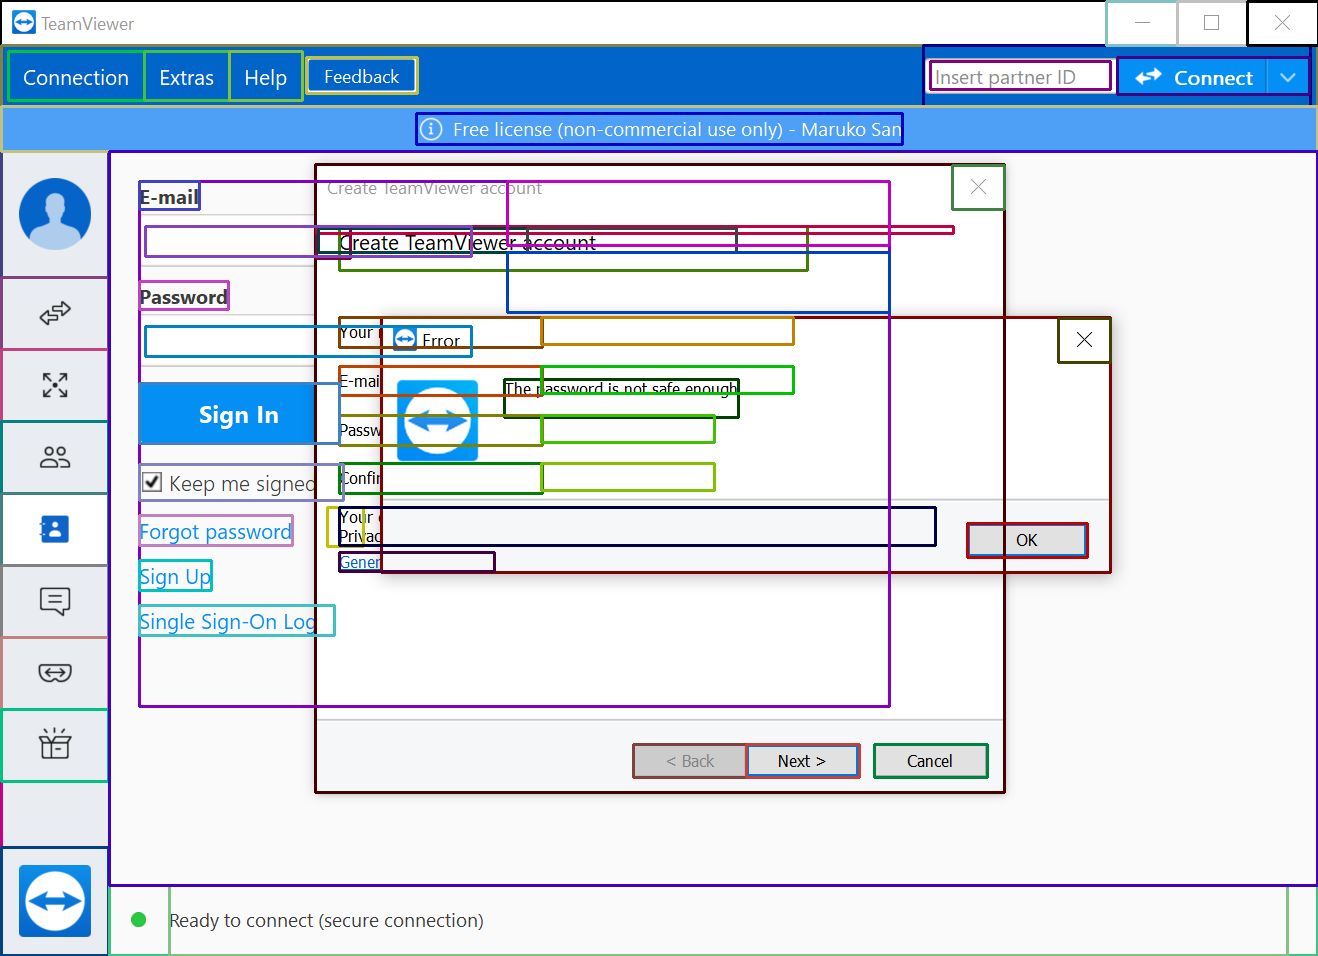 TeamViewer
Connection Extras Help Feedback
Insert partner ID Connect
Free license (non-commercial use only) - Maruko San
Create TeamViewer account
E-mail
Create TeamViewer account
Password
Your
Error
E-mai
The password is not safe enough
Sign In
Passw
Keep me signed
Confir
Your
Privac
Forgot password
OK
Gener
Sign Up
Single Sign-On Log
< Back Next > Cancel
Ready to connect (secure connection)